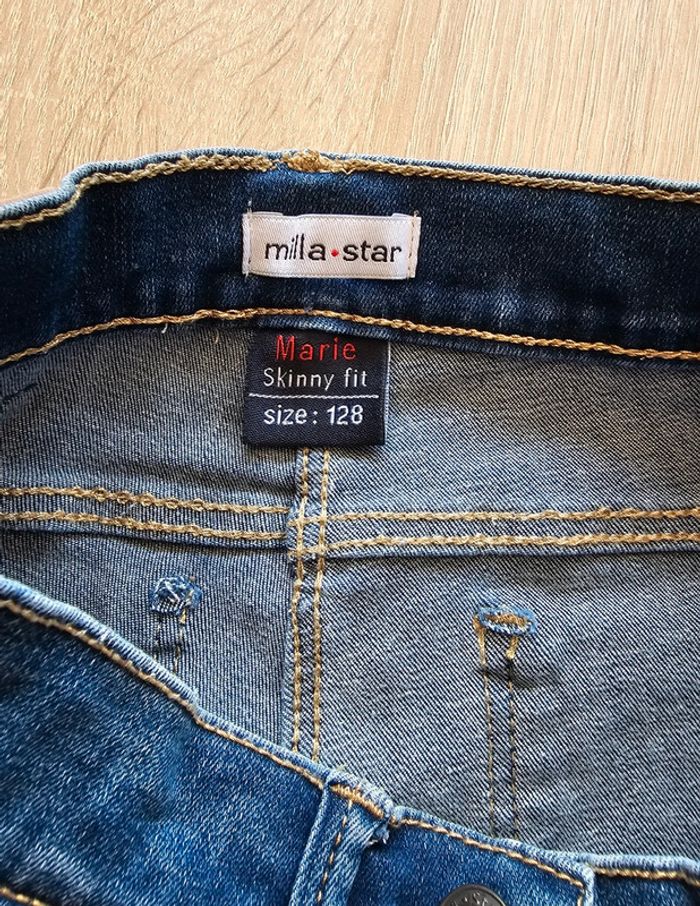 milla•star
Marie
Skinny fit
size: 128